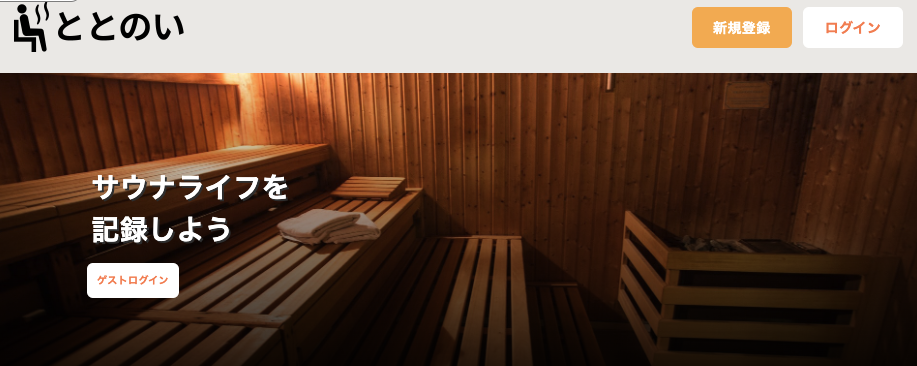 ととのい
新規登録
ログイン
サウナライフを
記録しよう
ゲストログイン